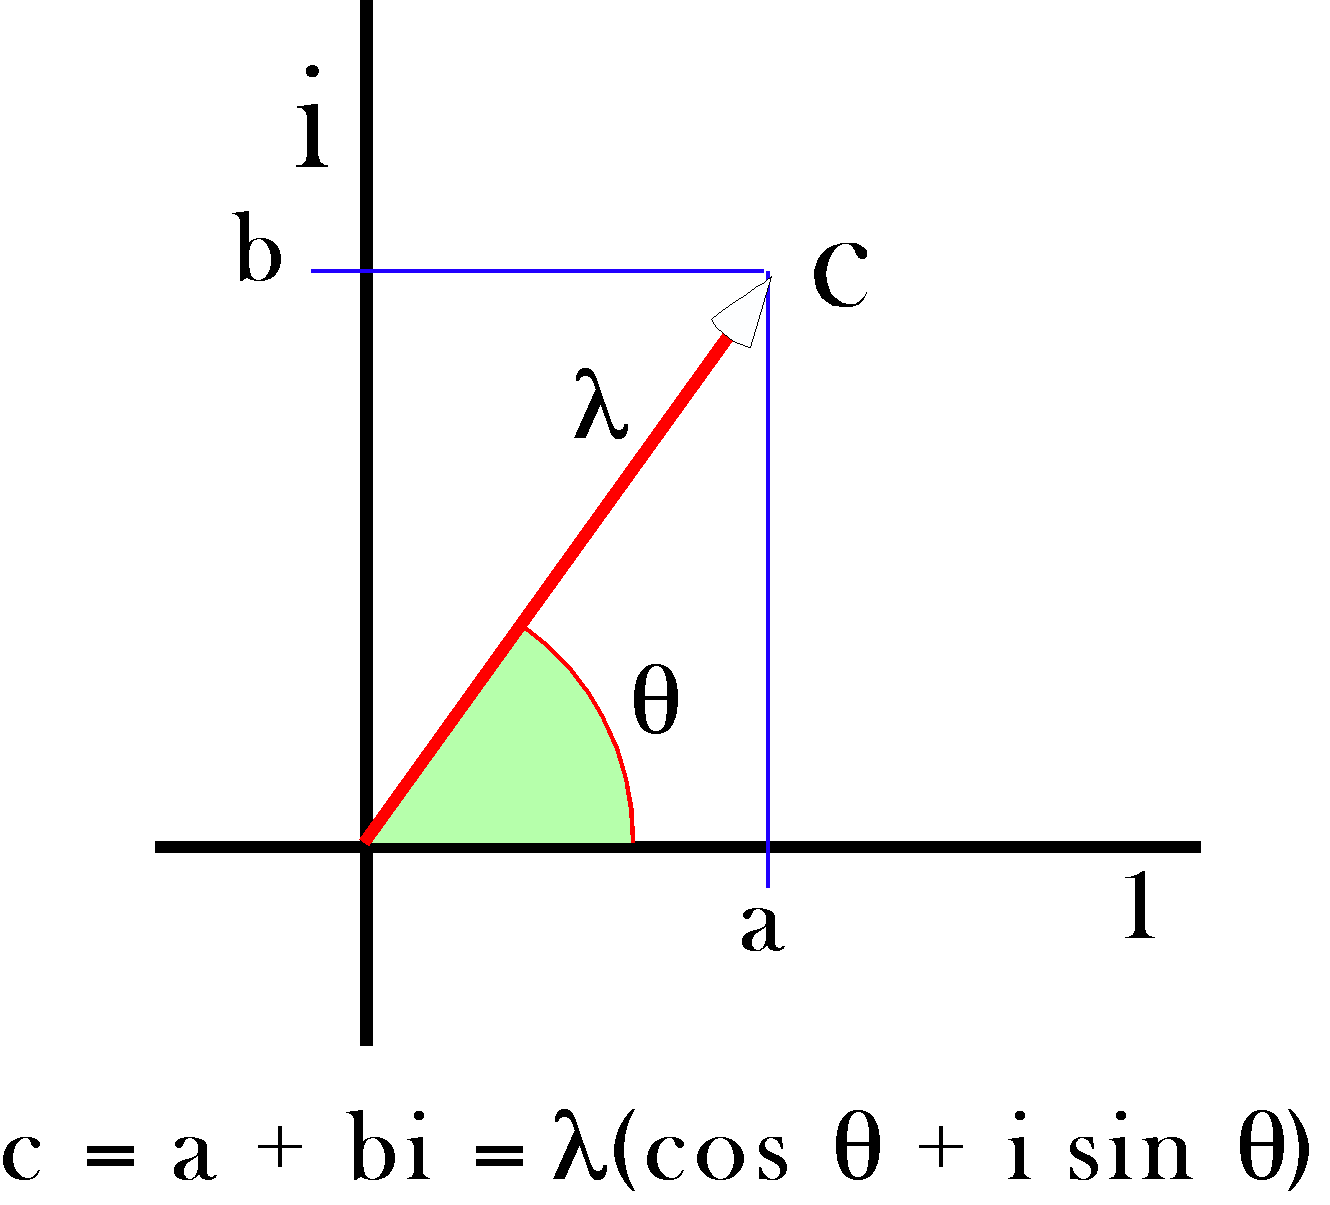 i
b
c
λ
θ
a
1
c = a + bi = λ(cos θ + i sin θ)